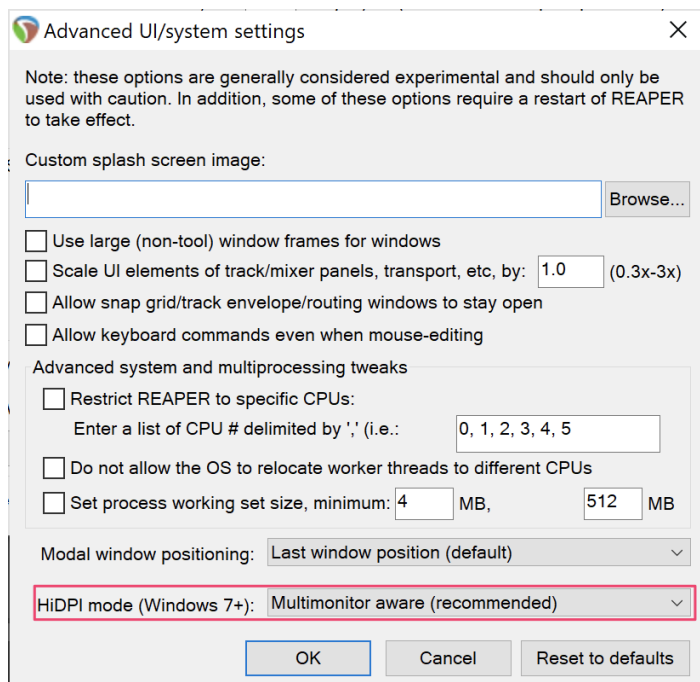 Advanced UI/system settings
Note: these options are generally considered experimental and should only be
used with caution. In addition, some of these options require a restart of REAPER
to take effect.
Custom splash screen image:
Browse...
Use large (non-tool) window frames for windows
Scale UI elements of track/mixer panels, transport, etc, by: 1.0 (0.3x-3x)
Allow snap grid/track envelope/routing windows to stay open
Allow keyboard commands even when mouse-editing
Advanced system and multiprocessing tweaks
Restrict REAPER to specific CPUs:
Enter a list of CPU # delimited by ',' (i.e.: 0, 1, 2, 3, 4, 5
Do not allow the OS to relocate worker threads to different CPUs
Set process working set size, minimum: 4 MB, 512 MB
Modal window positioning: Last window position (default)
HiDPI mode (Windows 7+): Multimonitor aware (recommended)
OK Cancel Reset to defaults